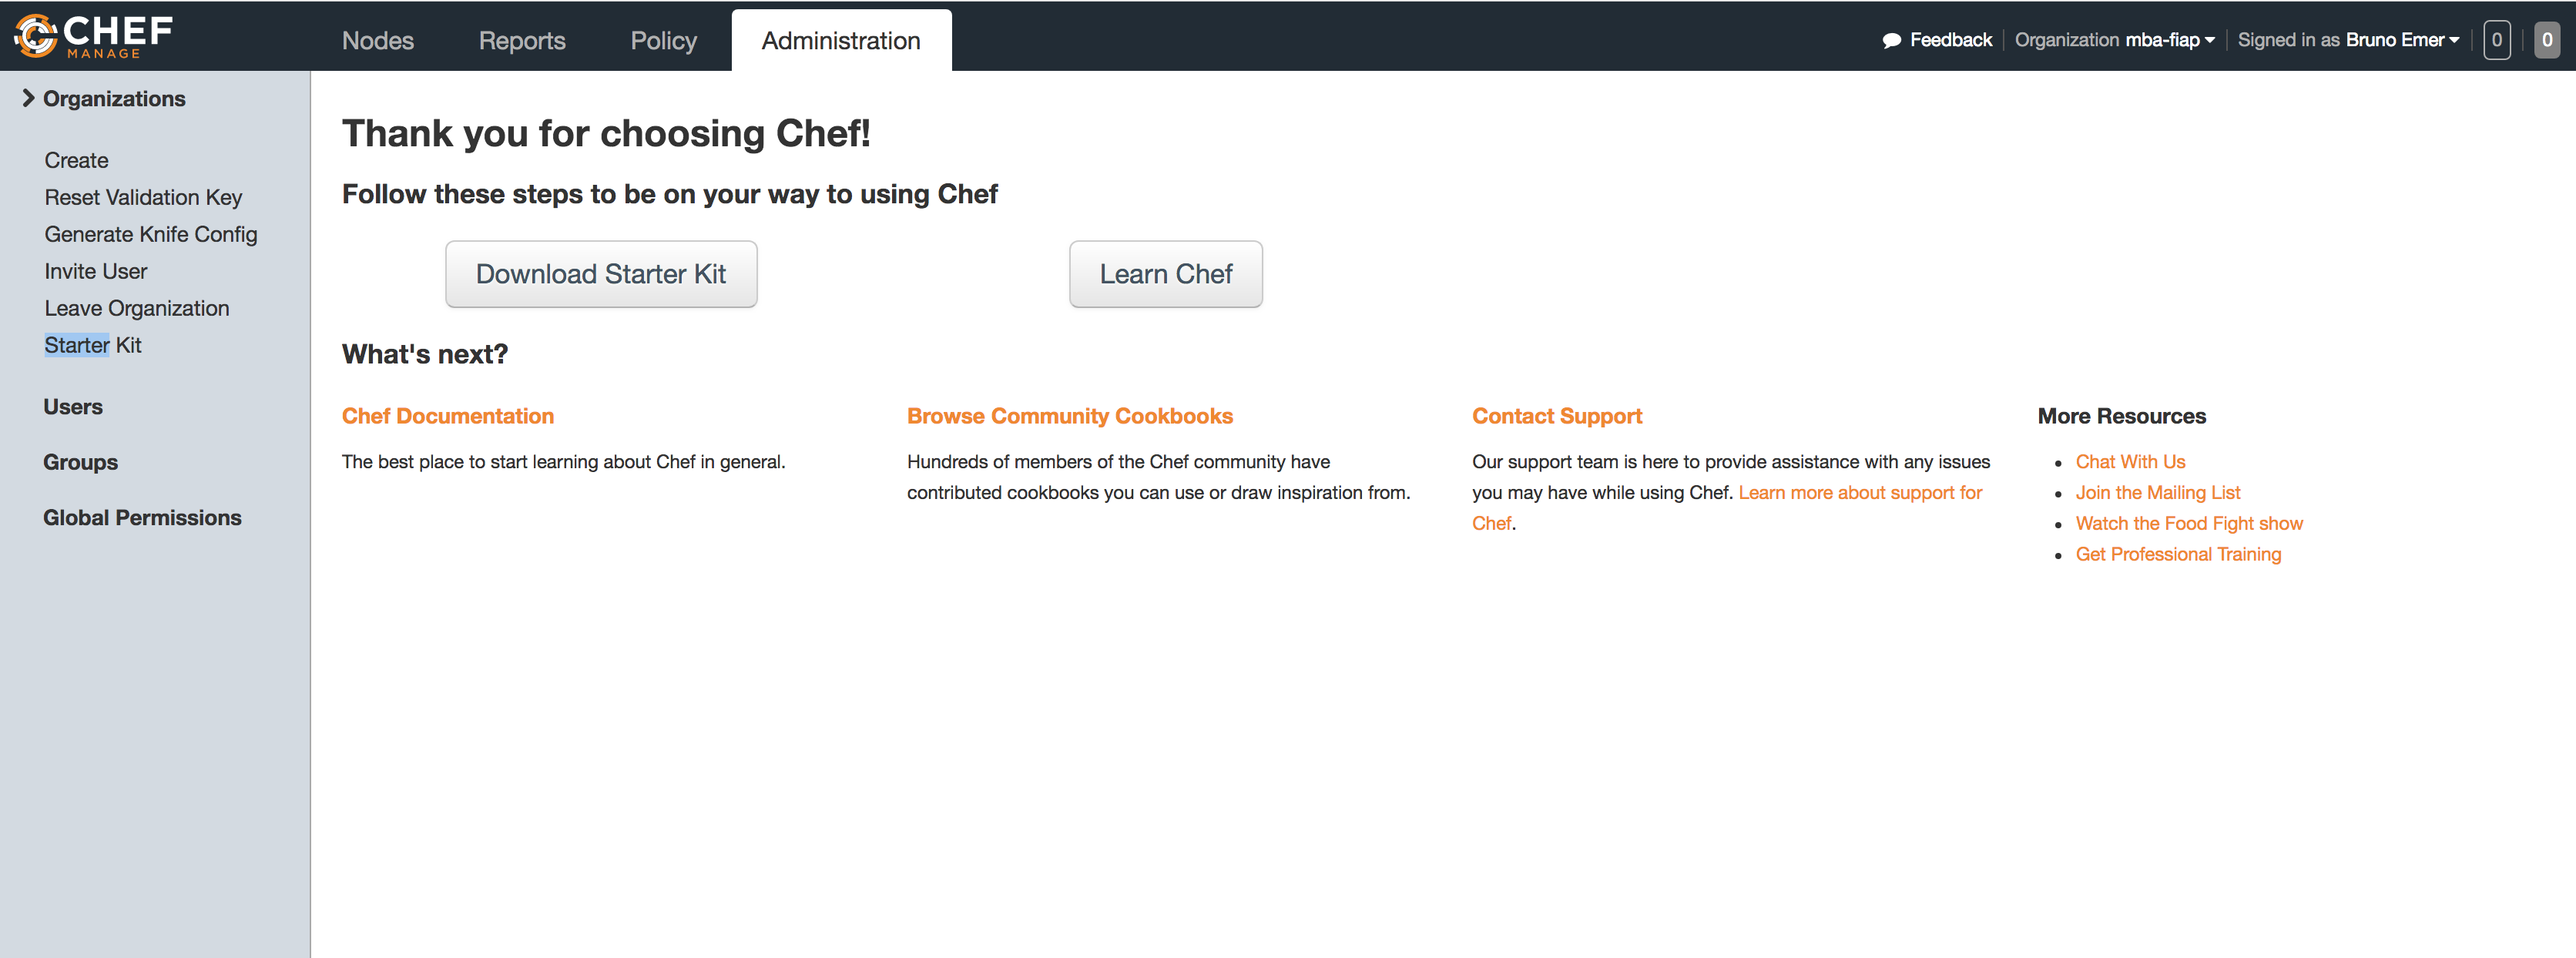 CHEF
MANAGE
Nodes
Reports
Policy
Administration
Feedback
Organization mba-fiap
Signed in as Bruno Emer
0
0
Organizations
Create
Reset Validation Key
Generate Knife Config
Invite User
Leave Organization
Starter Kit
Users
Groups
Global Permissions
Thank you for choosing Chef!
Follow these steps to be on your way to using Chef
Download Starter Kit
Learn Chef
What's next?
Chef Documentation
The best place to start learning about Chef in general.
Browse Community Cookbooks
Hundreds of members of the Chef community have
contributed cookbooks you can use or draw inspiration from.
Contact Support
Our support team is here to provide assistance with any issues
you may have while using Chef. Learn more about support for
Chef.
More Resources
Chat With Us
Join the Mailing List
Watch the Food Fight show
Get Professional Training